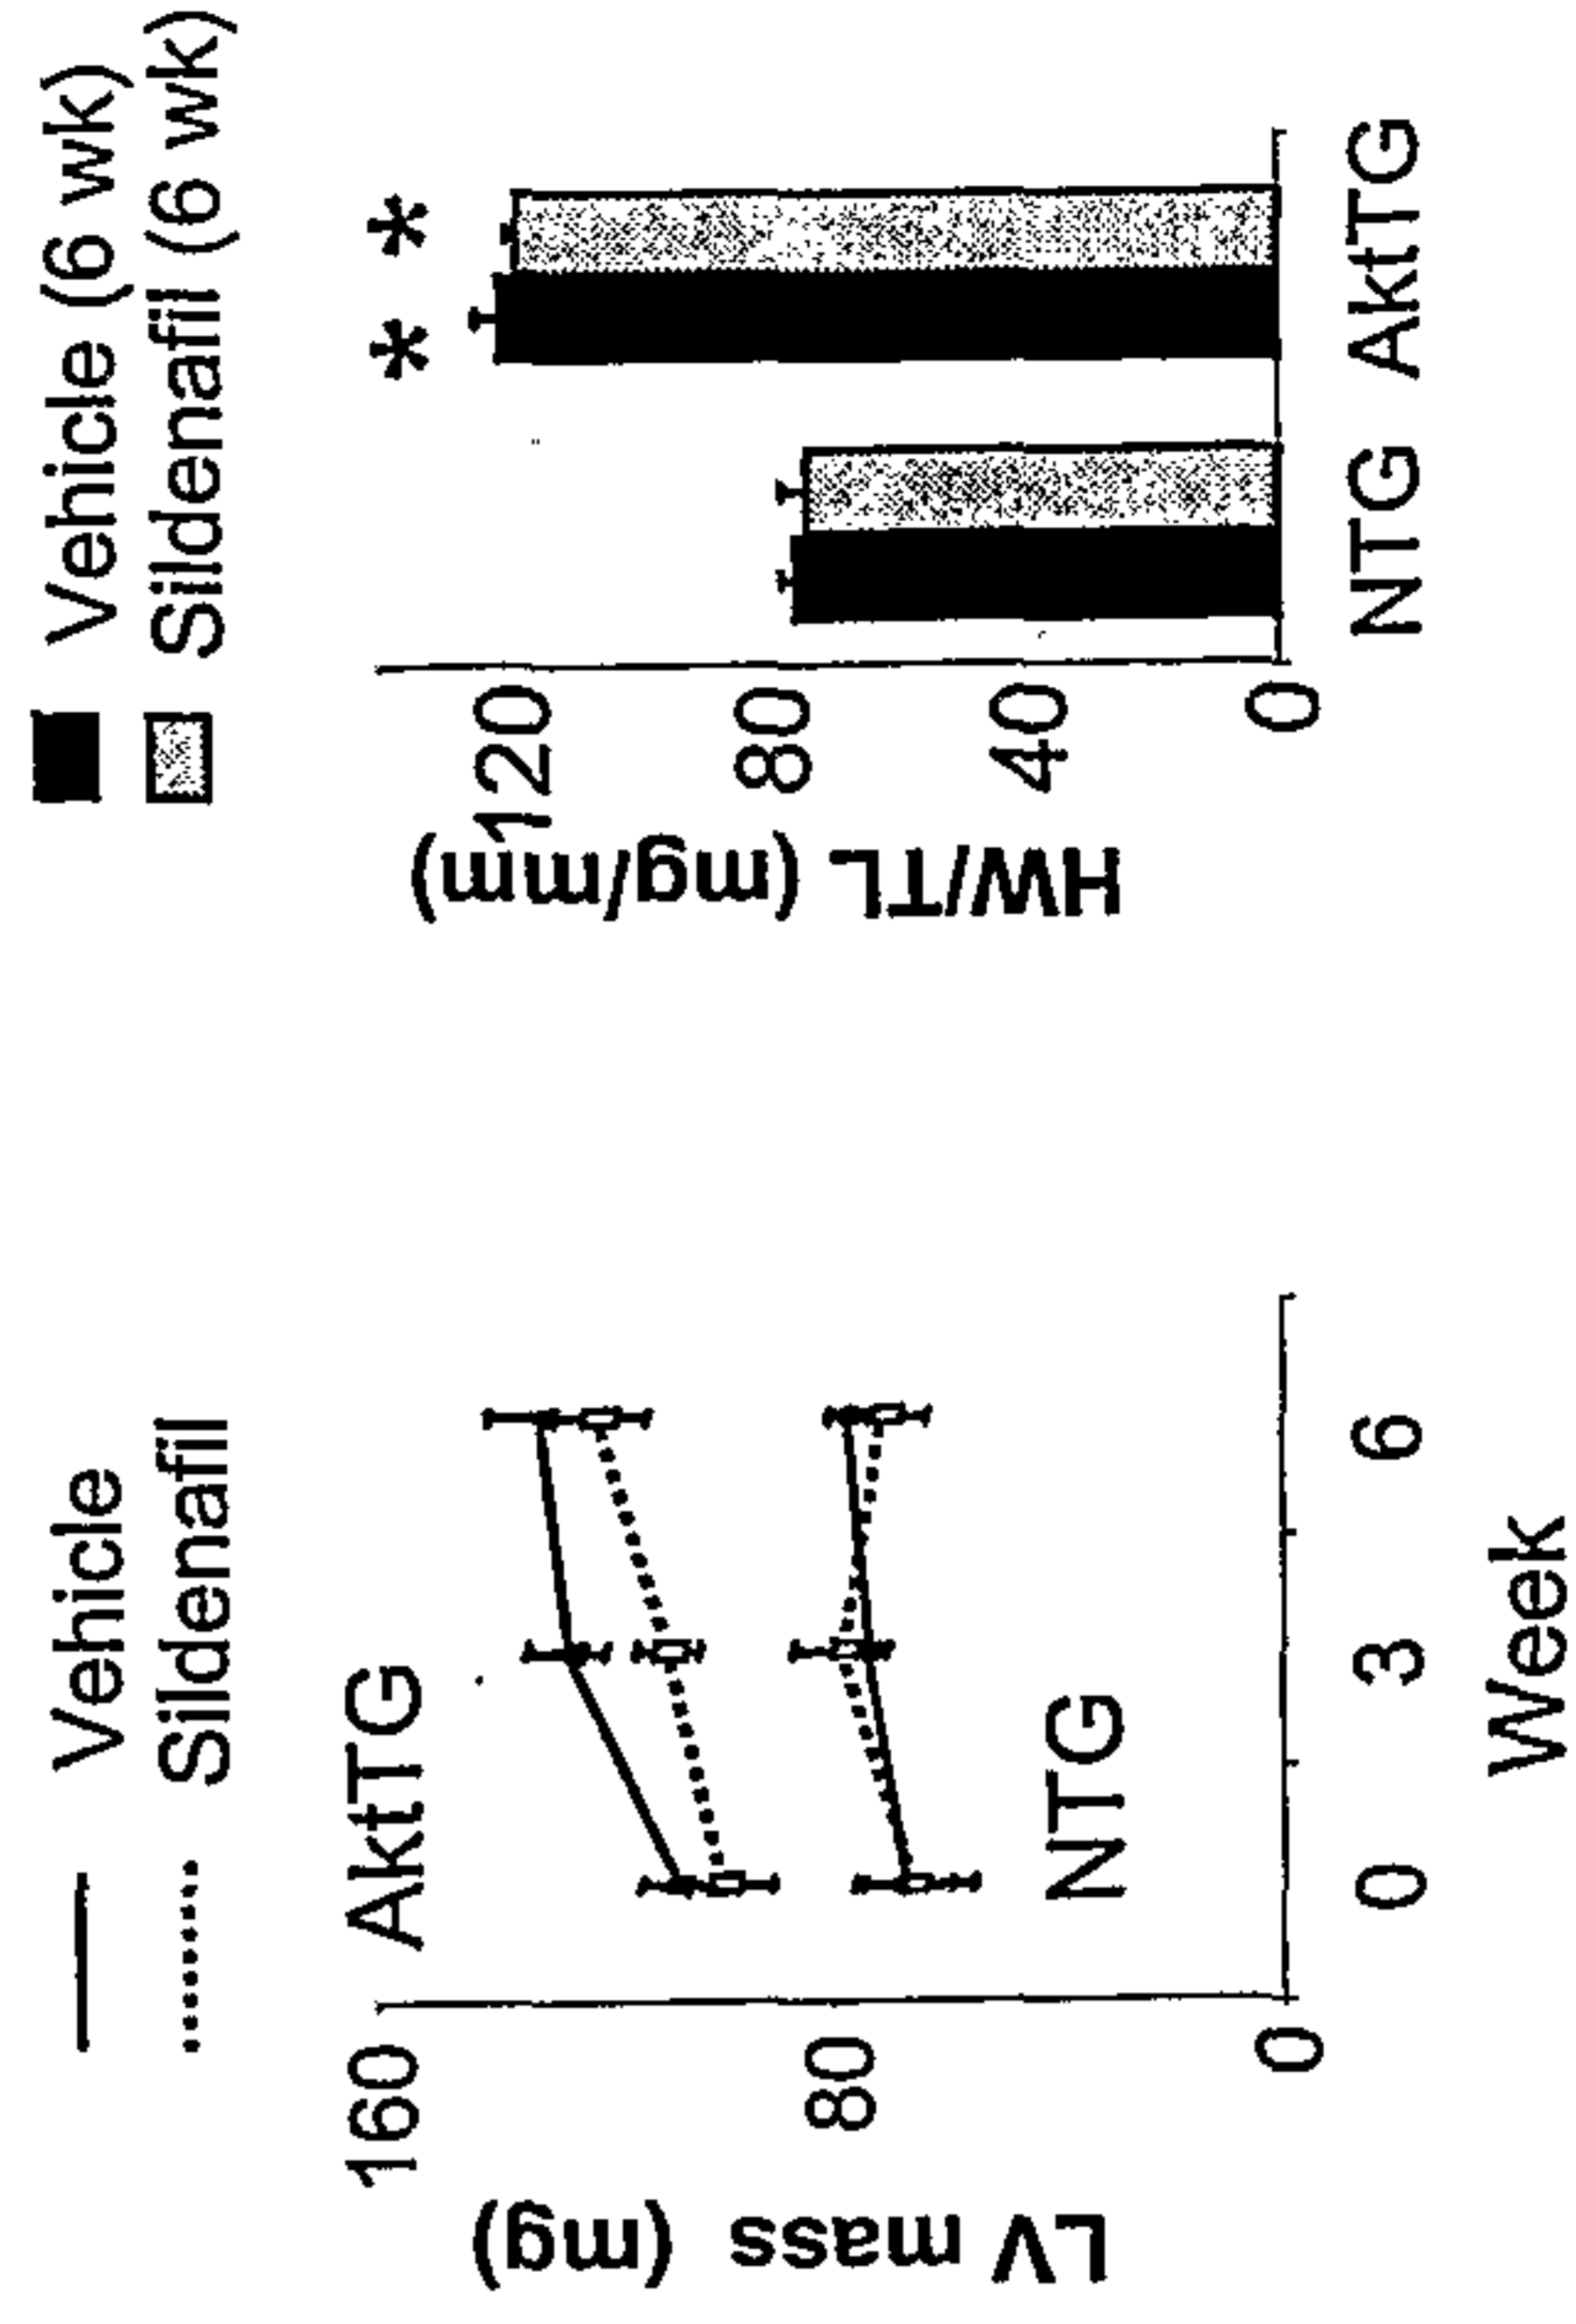 Vehicle
Sildenafil
LV mass (mg)
160
80
0
AktTG
NTG
0 3 6
Week
Vehicle (6 wk)
Sildenafil (6 wk)
HW/TL (mg/mm)
120
80
40
0
* *
NTG AktTG